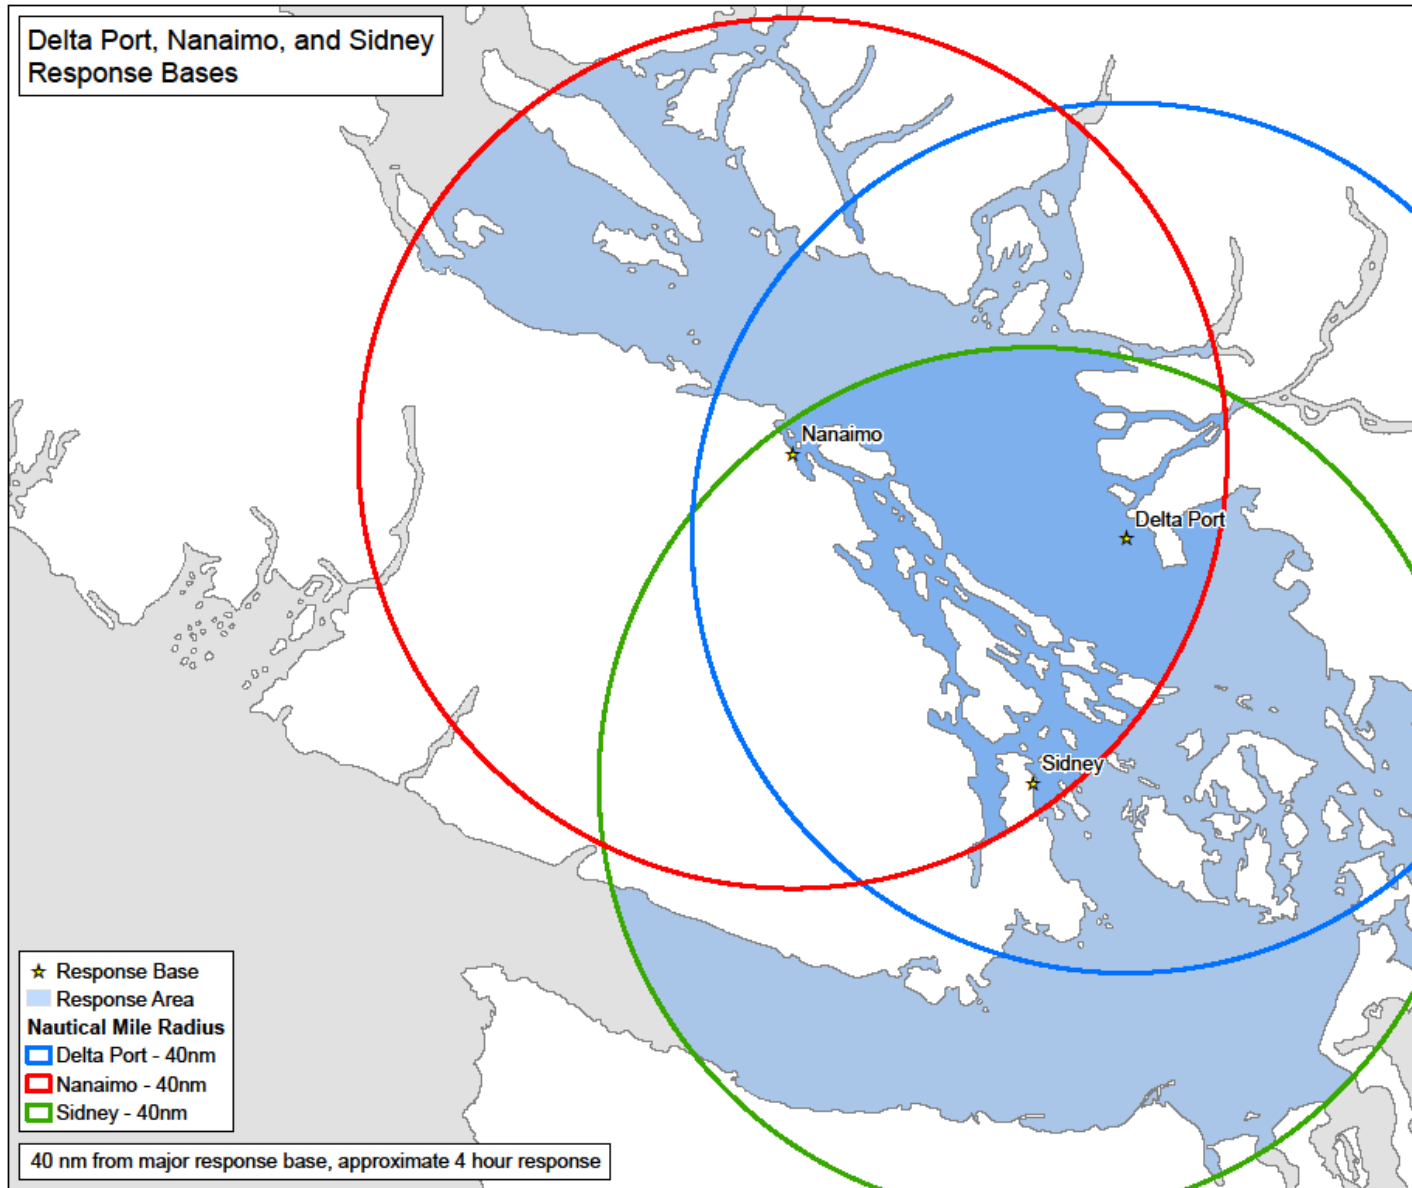 Delta Port, Nanaimo, and Sidney
Response Bases
Nanaimo
Delta Port
Sidney
Response Base
Response Area
Nautical Mile Radius
Delta Port - 40nm
Nanaimo - 40nm
Sidney - 40nm
40 nm from major response base, approximate 4 hour response